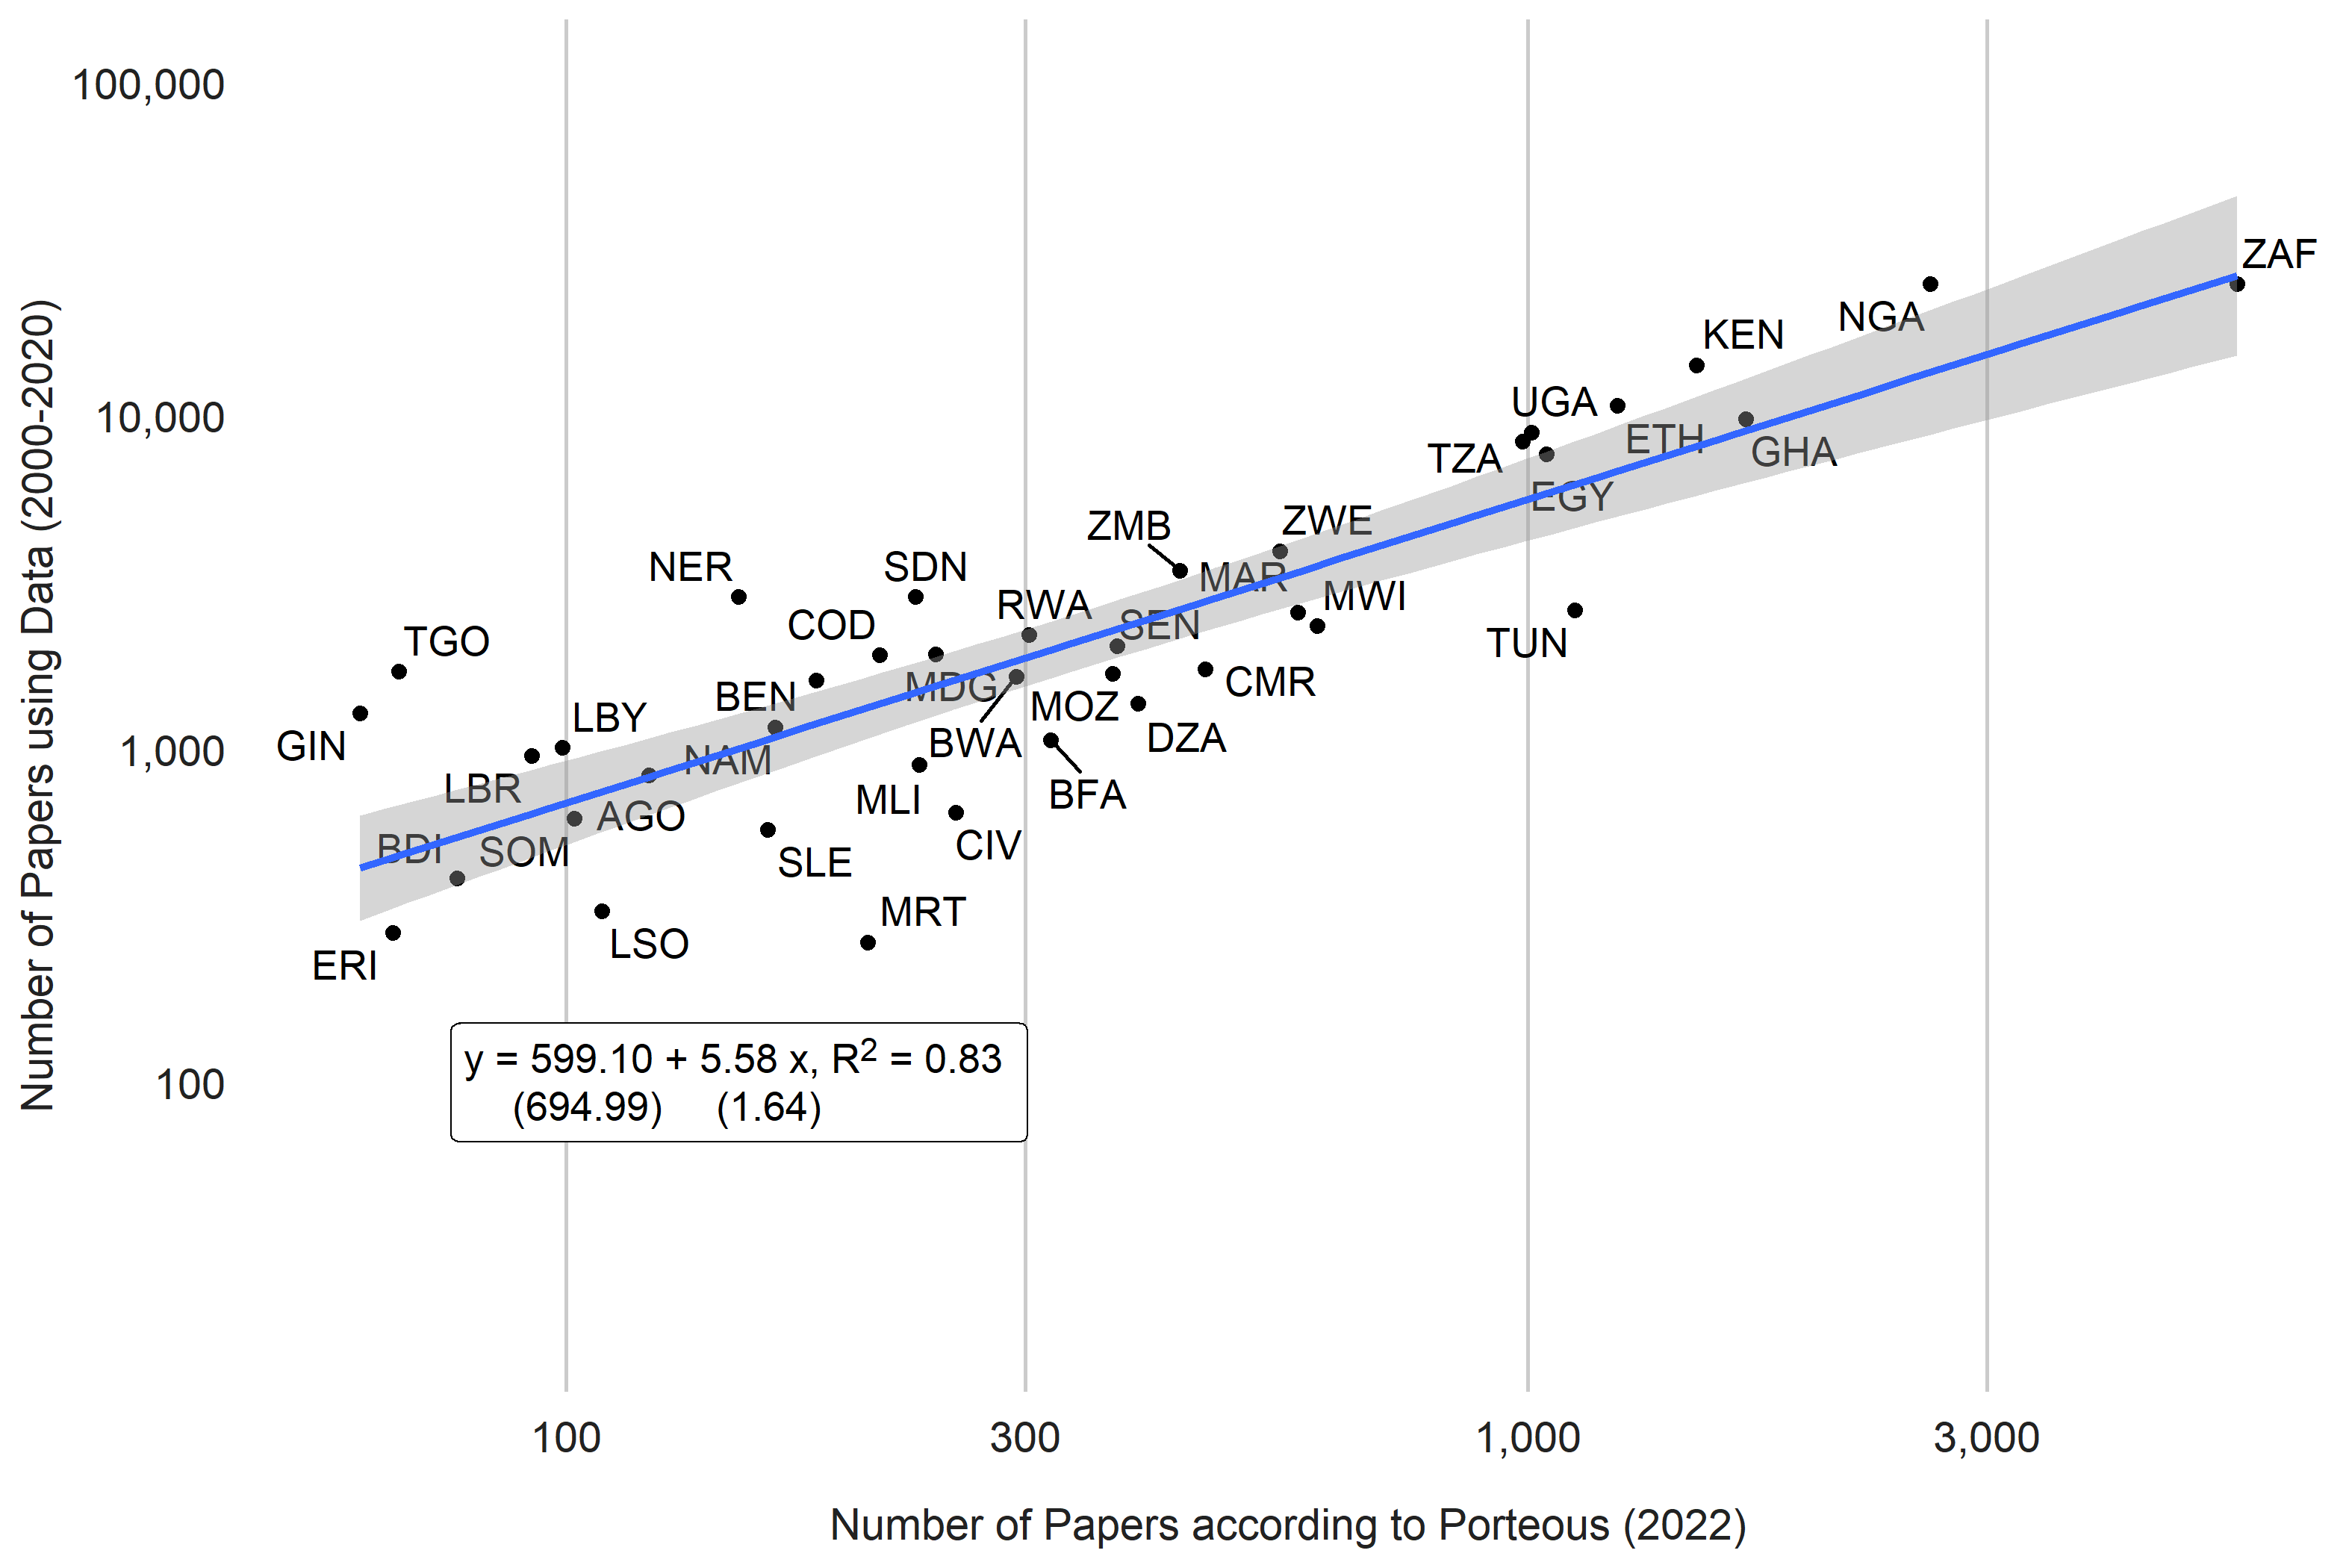 100,000
10,000
1,000
100
Number of Papers using Data (2000-2020)
ZAF
NGA
KEN
UGA
ETH
GHA
TZA
EGY
ZMB
ZWE
NER
SDN
MAR
MWI
RWA
COD
SEN
TUN
TGO
CMR
MDG
BEN
MOZ
LBY
DZA
GIN
BWA
NAM
LBR
BFA
MLI
AGO
CIV
BDI
SOM
SLE
MRT
LSO
ERI
y = 599.10 + 5.58 x, R² = 0.83
(694.99) (1.64)
100
300
1,000
3,000
Number of Papers according to Porteous (2022)